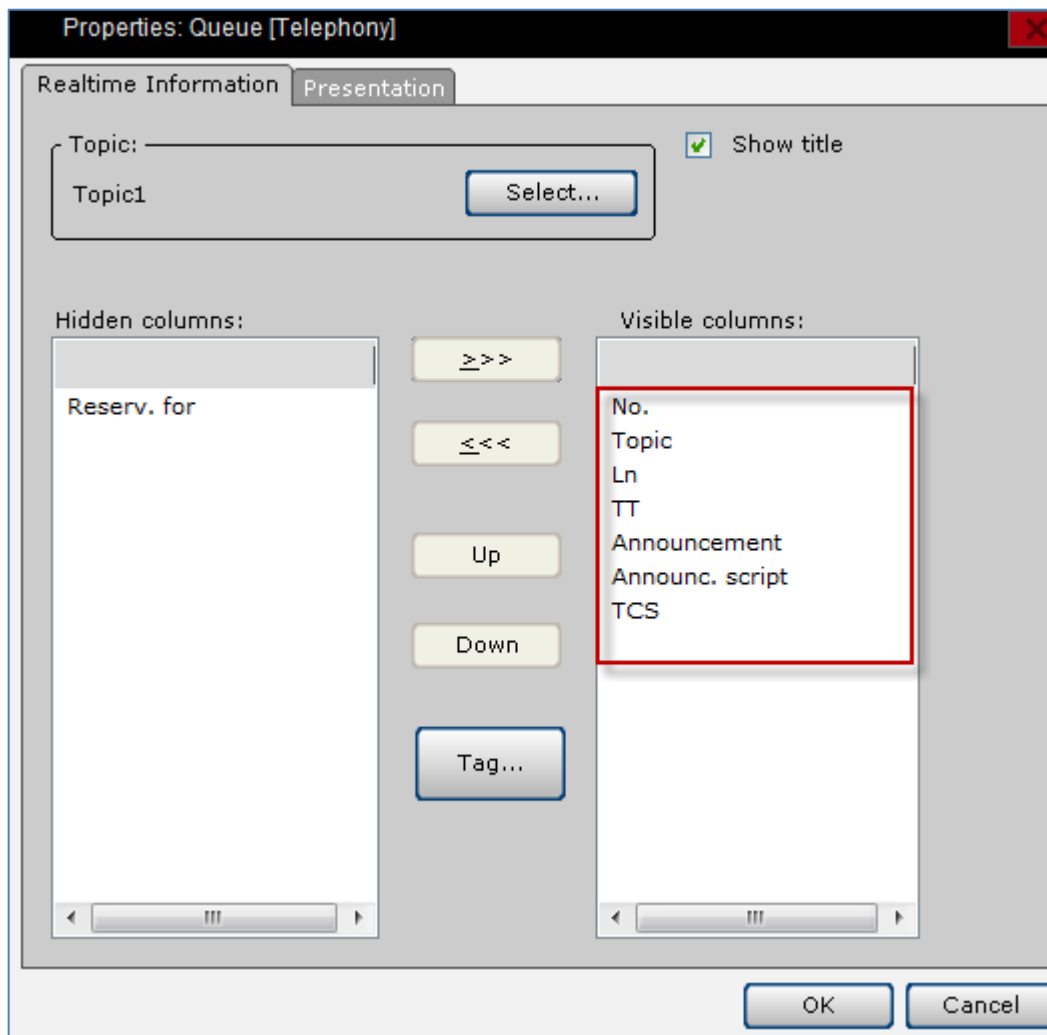 Properties: Queue [Telephony]
Realtime Information
Presentation
Topic:
Show title
Topic1
Select...
Hidden columns:
Visible columns:
>>>
<<<
Reserv. for
No.
Topic
Ln
TT
Announcement
Announc. script
TCS
Up
Down
Tag...
OK
Cancel